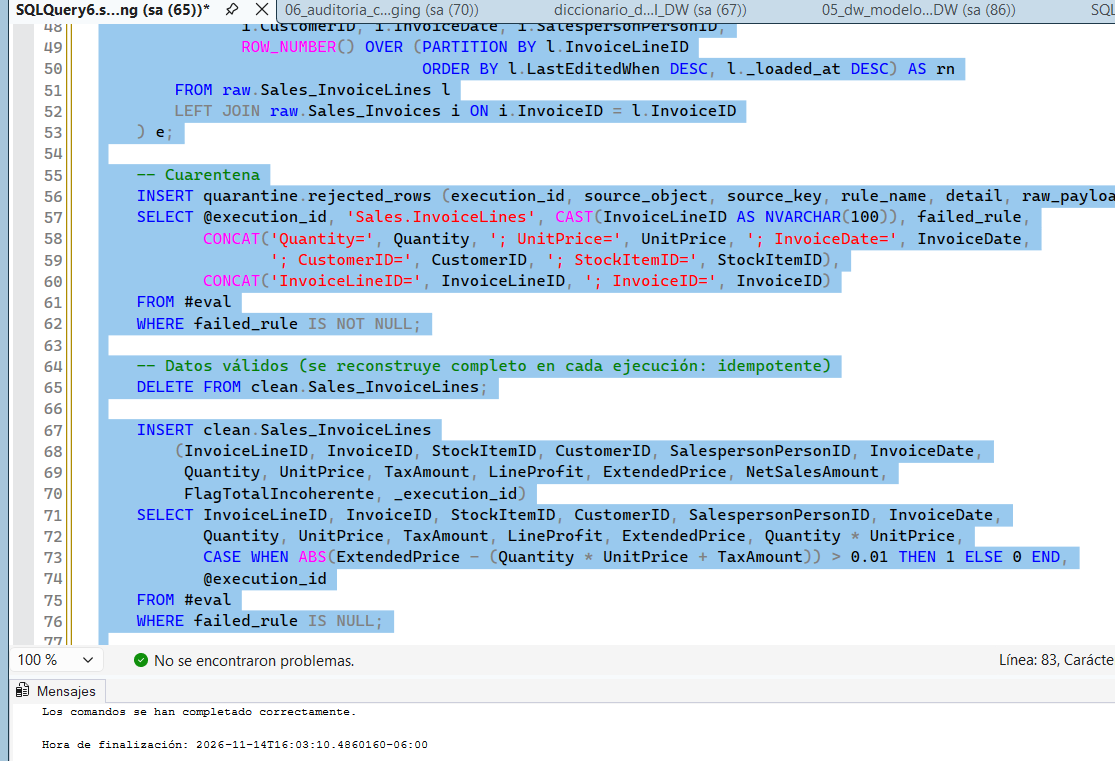 SQLQuery6.s...ng (sa (65))* 06_auditoria_c...ging (sa (70)) diccionario_d...l_DW (sa (67)) 05_dw_modelo...DW (sa (86)) SQL
48 i.CustomerID, i.InvoiceDate, i.SalespersonPersonID,
49 ROW_NUMBER() OVER (PARTITION BY l.InvoiceLineID
50 ORDER BY l.LastEditedWhen DESC, l._loaded_at DESC) AS rn
51 FROM raw.Sales_InvoiceLines l
52 LEFT JOIN raw.Sales_Invoices i ON i.InvoiceID = l.InvoiceID
53 ) e;
54
55 -- Cuarentena
56 INSERT quarantine.rejected_rows (execution_id, source_object, source_key, rule_name, detail, raw_payloa
57 SELECT @execution_id, 'Sales.InvoiceLines', CAST(InvoiceLineID AS NVARCHAR(100)), failed_rule,
58 CONCAT('Quantity=', Quantity, '; UnitPrice=', UnitPrice, '; InvoiceDate=', InvoiceDate,
59 '; CustomerID=', CustomerID, '; StockItemID=', StockItemID),
60 CONCAT('InvoiceLineID=', InvoiceLineID, '; InvoiceID=', InvoiceID)
61 FROM #eval
62 WHERE failed_rule IS NOT NULL;
63
64 -- Datos válidos (se reconstruye completo en cada ejecución: idempotente)
65 DELETE FROM clean.Sales_InvoiceLines;
66
67 INSERT clean.Sales_InvoiceLines
68 (InvoiceLineID, InvoiceID, StockItemID, CustomerID, SalespersonPersonID, InvoiceDate,
69 Quantity, UnitPrice, TaxAmount, LineProfit, ExtendedPrice, NetSalesAmount,
70 FlagTotalIncoherente, _execution_id)
71 SELECT InvoiceLineID, InvoiceID, StockItemID, CustomerID, SalespersonPersonID, InvoiceDate,
72 Quantity, UnitPrice, TaxAmount, LineProfit, ExtendedPrice, Quantity * UnitPrice,
73 CASE WHEN ABS(ExtendedPrice - (Quantity * UnitPrice + TaxAmount)) > 0.01 THEN 1 ELSE 0 END,
74 @execution_id
75 FROM #eval
76 WHERE failed_rule IS NULL;
77
100 % No se encontraron problemas. Línea: 83, Carácte
Mensajes
Los comandos se han completado correctamente.
Hora de finalización: 2026-11-14T16:03:10.4860160-06:00